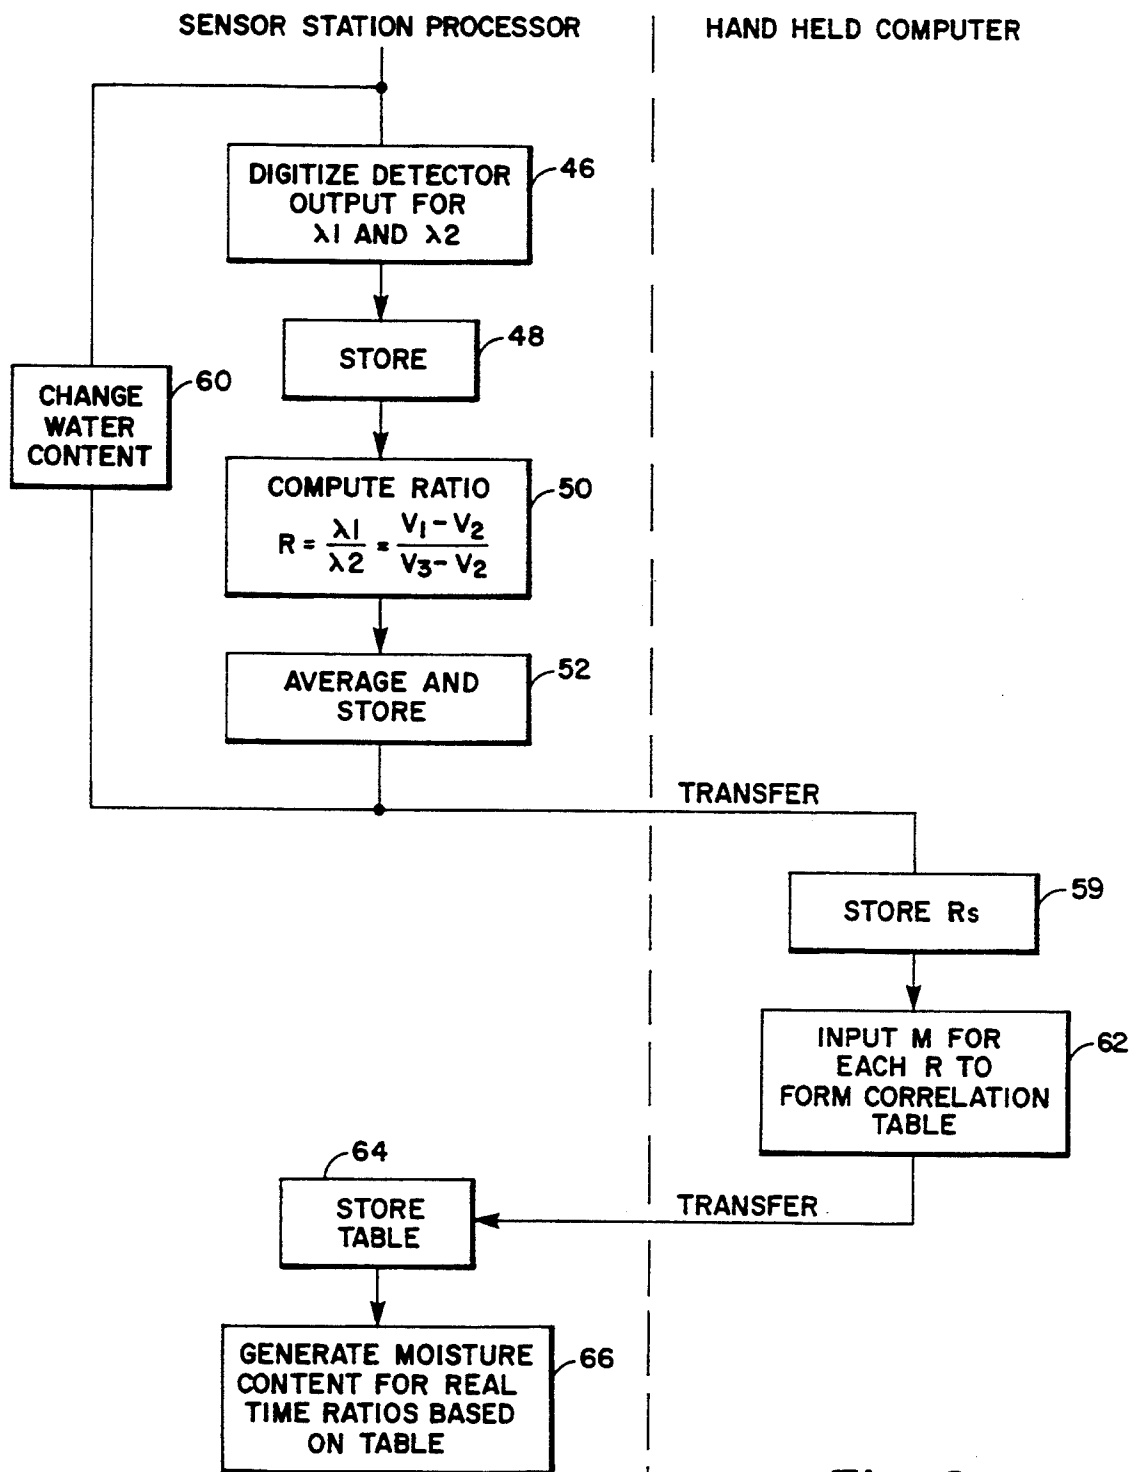 SENSOR STATION PROCESSOR
HAND HELD COMPUTER
DIGITIZE DETECTOR
OUTPUT FOR
λ1 AND λ2
46
STORE
48
CHANGE
WATER
CONTENT
60
COMPUTE RATIO
R = λ1/λ2 = V1-V2/V3-V2
50
AVERAGE AND
STORE
52
TRANSFER
STORE Rs
59
INPUT M FOR
EACH R TO
FORM CORRELATION
TABLE
62
TRANSFER
64
STORE
TABLE
GENERATE MOISTURE
CONTENT FOR REAL
TIME RATIOS BASED
ON TABLE
66